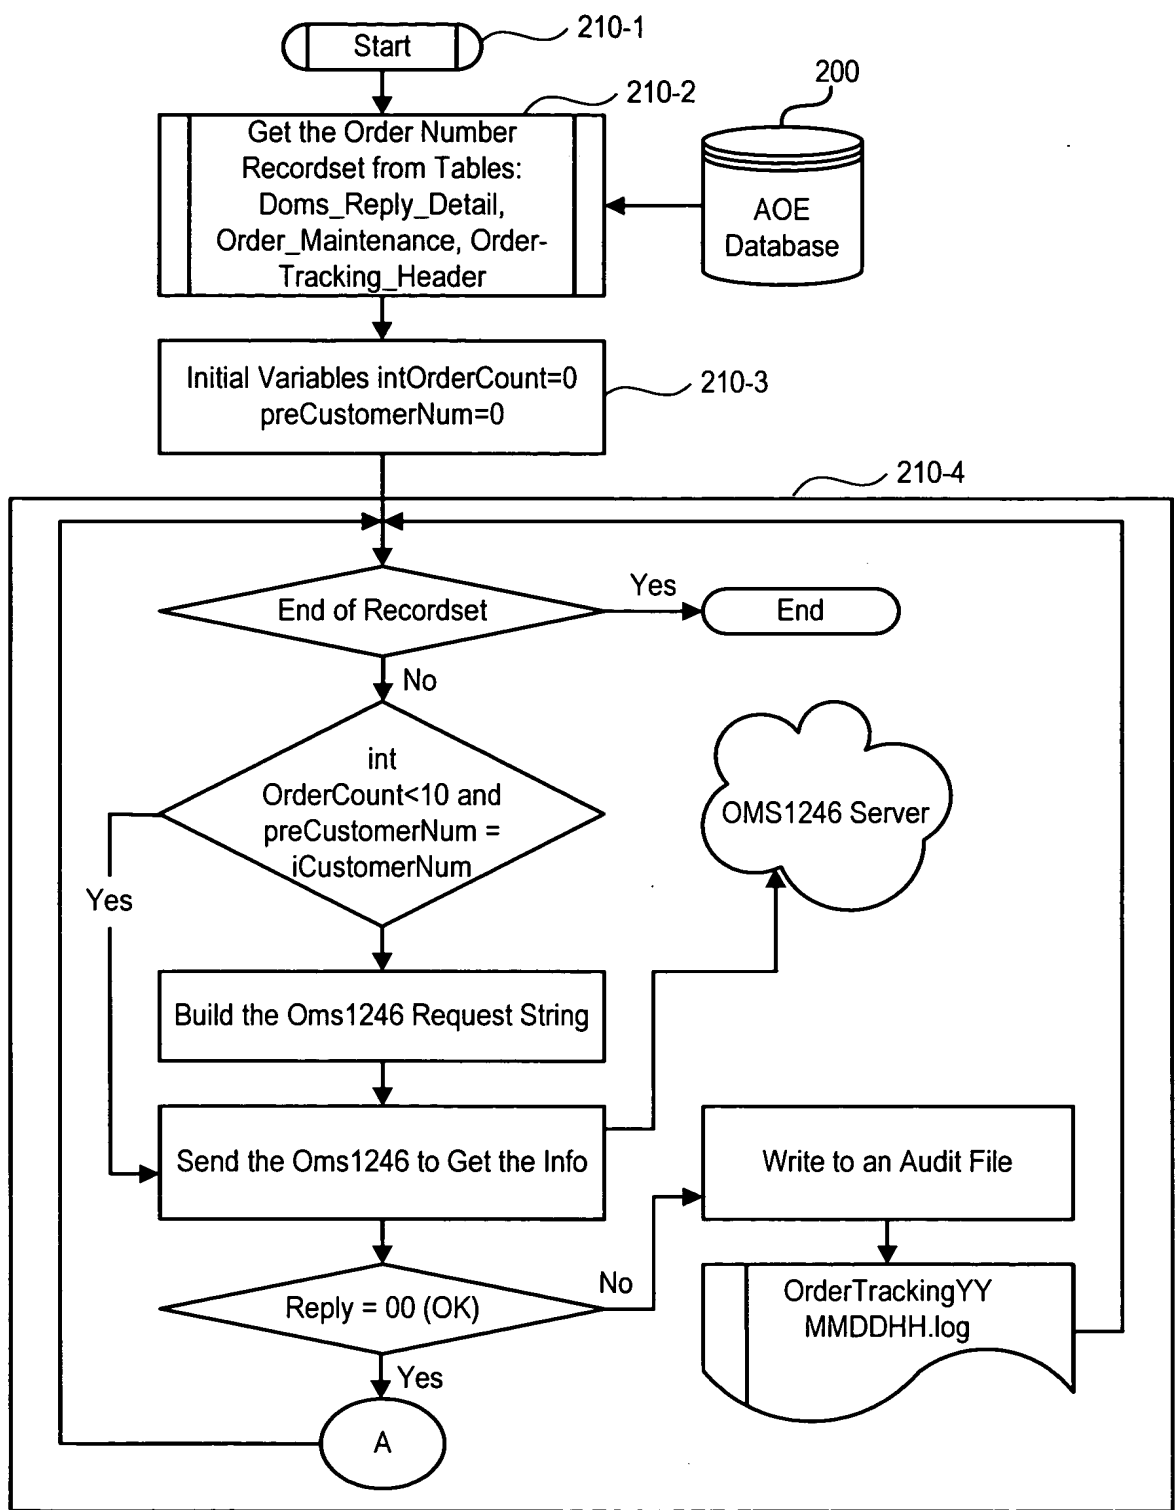 210-1
Start
210-2
200
Get the Order Number
Recordset from Tables:
Doms_Reply_Detail,
Order_Maintenance, Order-
Tracking_Header
AOE
Database
Initial Variables intOrderCount=0
preCustomerNum=0
210-3
210-4
End of Recordset
Yes
End
No
int
OrderCount<10 and
preCustomerNum =
iCustomerNum
OMS1246 Server
Yes
Build the Oms1246 Request String
Send the Oms1246 to Get the Info
Write to an Audit File
Reply = 00 (OK)
No
OrderTrackingYY
MMDDHH.log
Yes
A